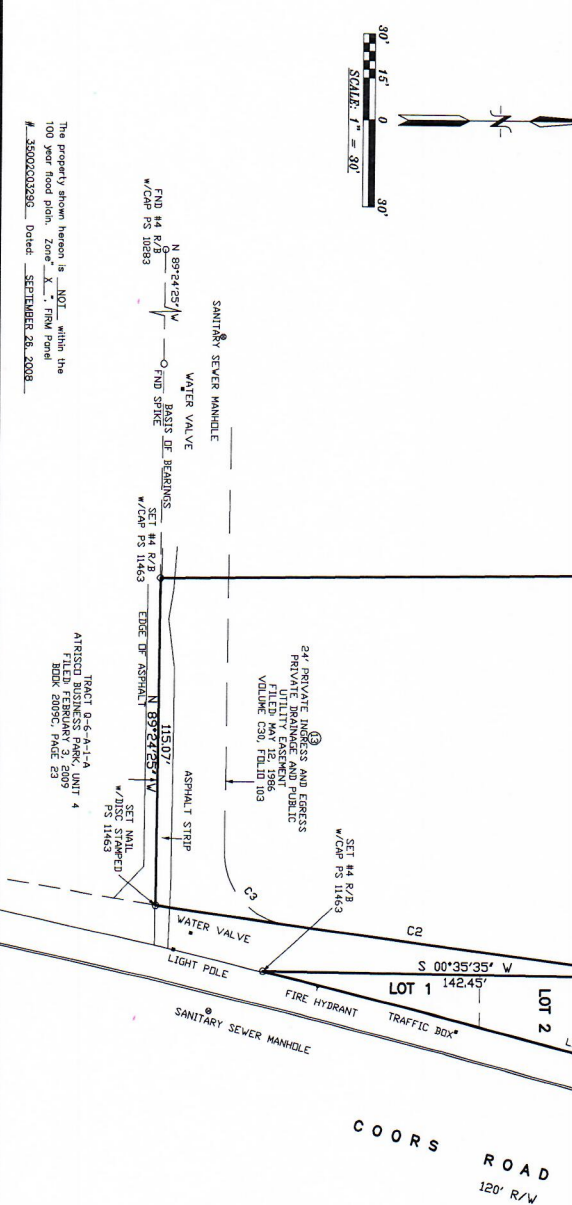 30' 15' 0 30'
SCALE: 1" = 30'
The property shown hereon is NOT within the
100 year flood plain. Zone "X", FIRM Panel
#. 35002C0329G Dated: SEPTEMBER 26, 2008
FND #4 R/B
w/CAP PS 10283
N 89°24'25" W
FND SPIKE
BASIS OF BEARINGS
SANITARY SEWER MANHOLE
WATER VALVE
SET #4 R/B
w/CAP PS 11463
EDGE OF ASPHALT
115.07'
N 89°24'25" W
ASPHALT STRIP
TRACT Q-6-A-1-A
ATRISCO BUSINESS PARK, UNIT 4
FILED: FEBRUARY 3, 2009
BOOK 2009C, PAGE 23
SET NAIL
w/DISC STAMPED
PS 11463
13
24' PRIVATE INGRESS AND EGRESS
PRIVATE DRAINAGE AND PUBLIC
UTILITY EASEMENT
FILED: MAY 12, 1986
VOLUME C30, FOLIO 103
SET #4 R/B
w/CAP PS 11463
C3
C2
WATER VALVE
LIGHT POLE
S 00°35'35" W
142.45'
LOT 1
LOT 2
L
FIRE HYDRANT
TRAFFIC BOX
SANITARY SEWER MANHOLE
COORS ROAD
120' R/W